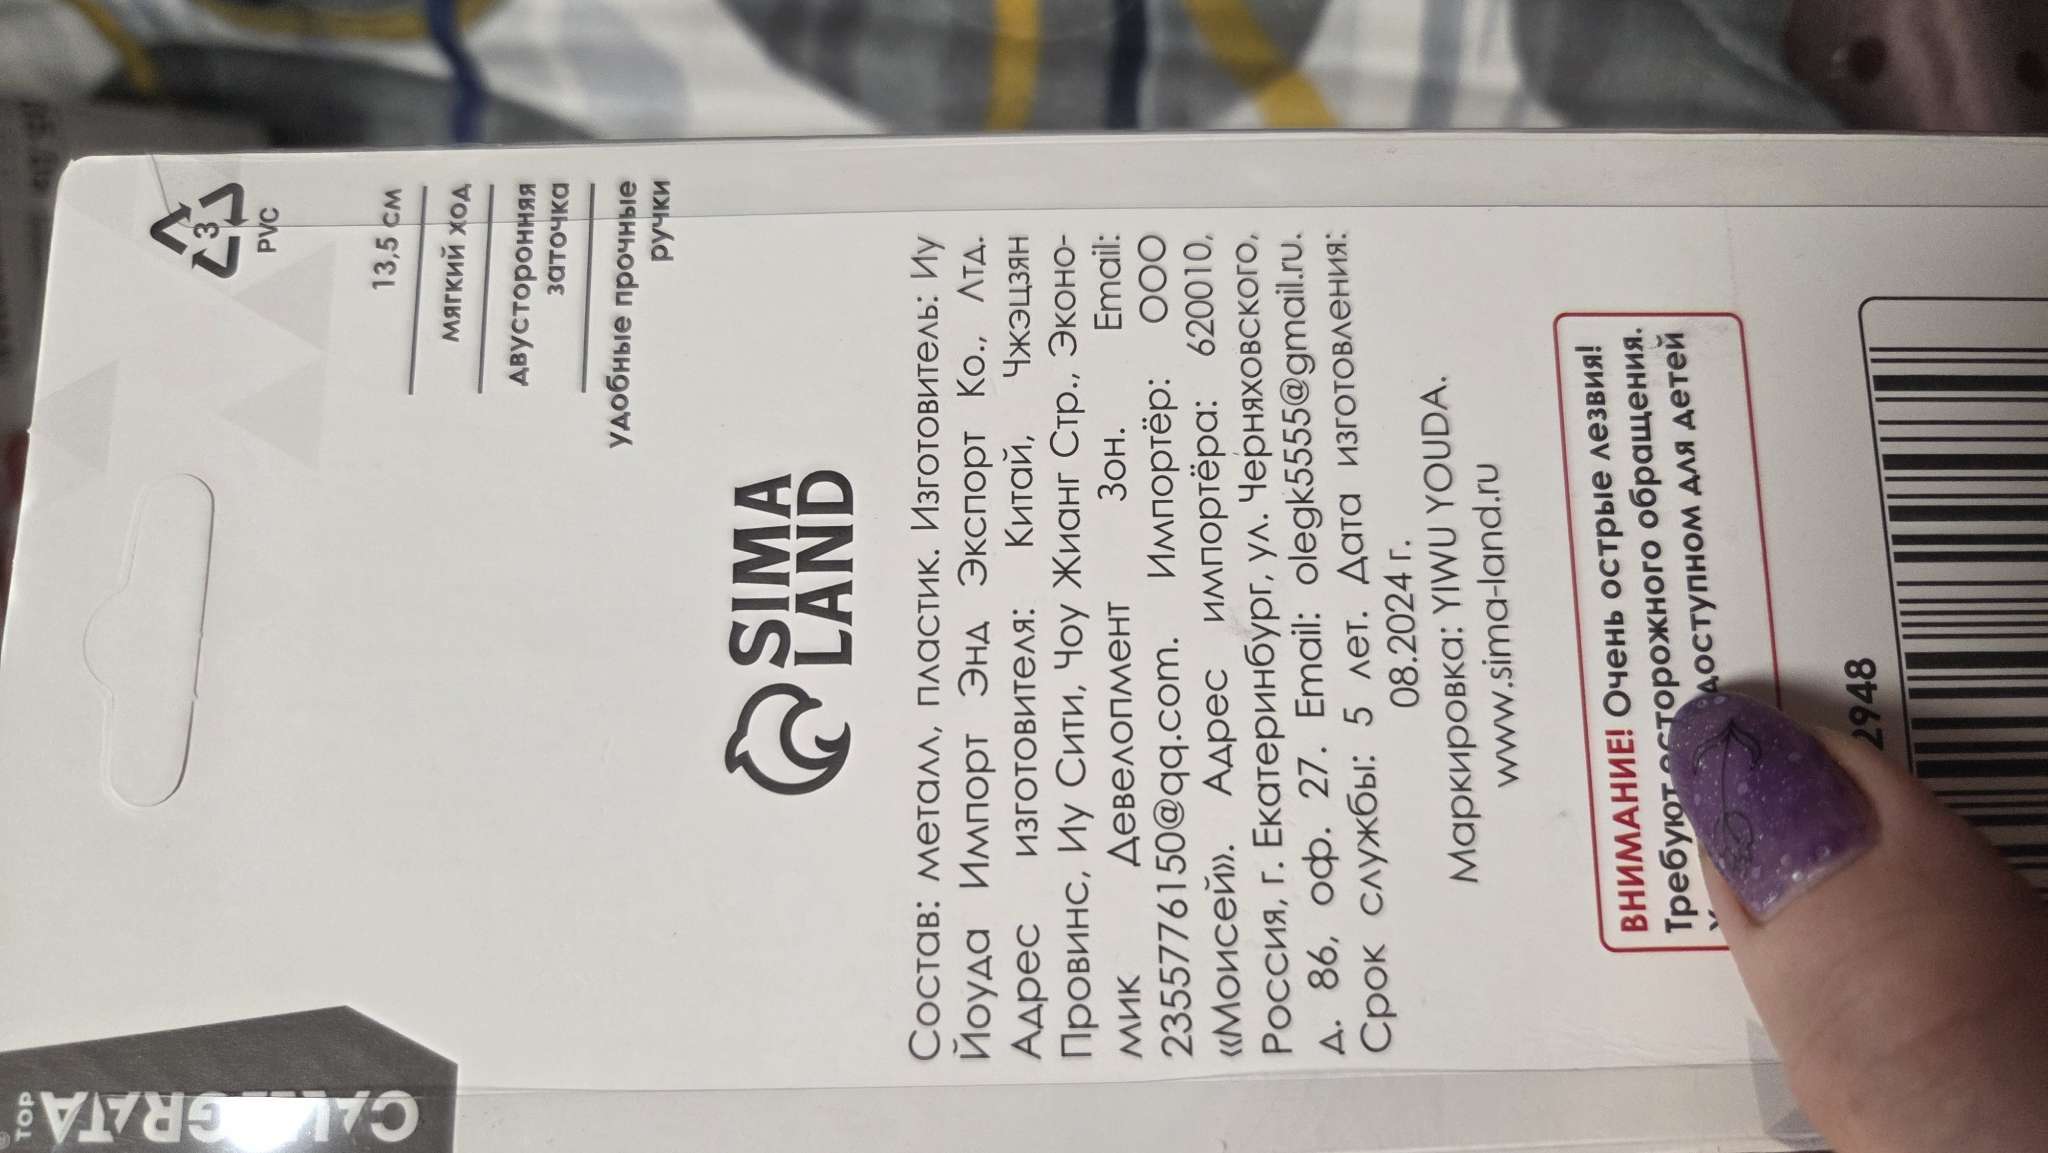 3
PVC
13,5 см
мягкий ход
двусторонняя
заточка
удобные прочные
ручки
SIMA
LAND
Состав: металл, пластик. Изготовитель: Иу
Йоуда Импорт Энд Экспорт Ко., Лтд.
Адрес изготовителя: Китай, Чжэцзян
Провинс, Иу Сити, Чоу Жианг Стр., Эконо-
мик Девелопмент Зон. Email:
2355776150@qq.com. Импортёр: ООО
«Моисей». Адрес импортёра: 620010,
Россия, г. Екатеринбург, ул. Черняховского,
д. 86, оф. 27. Email: olegk5555@gmail.ru.
Срок службы: 5 лет. Дата изготовления:
08.2024 г.
Маркировка: YIWU YOUDA.
www.sima-land.ru
ВНИМАНИЕ! Очень острые лезвия!
Требуют осторожного обращения.
доступном для детей
2948
CALLIGRATA
TOP